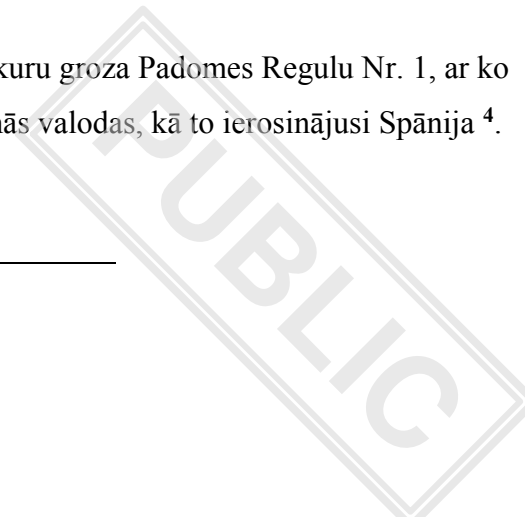 kuru groza Padomes Regulu Nr. 1, ar ko
ās valodas, kā to ierosinājusi Spānija ⁴.
PUBLIC